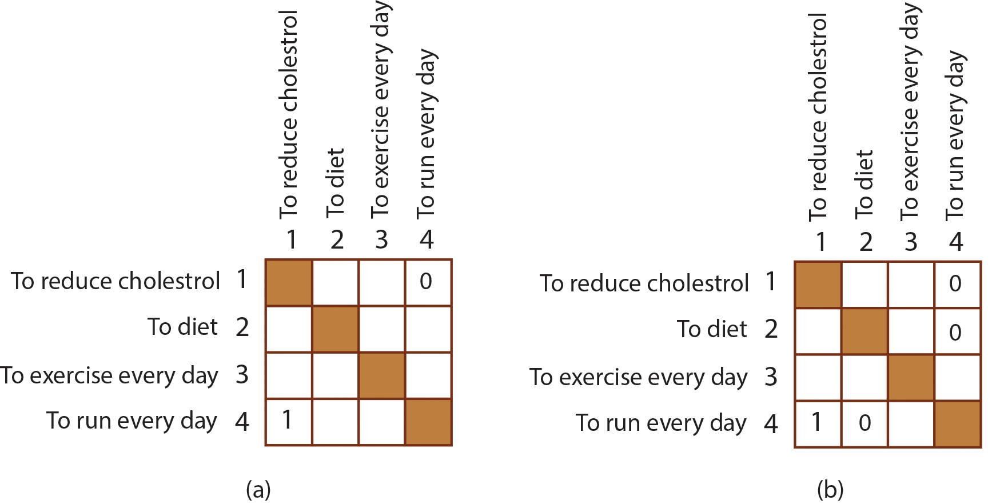 To reduce cholestrol
To diet
To exercise every day
To run every day
1 2 3 4
To reduce cholestrol 1 0
To diet 2
To exercise every day 3
To run every day 4 1
(a)
To reduce cholestrol
To diet
To exercise every day
To run every day
1 2 3 4
To reduce cholestrol 1 0
To diet 2 0
To exercise every day 3
To run every day 4 1 0
(b)